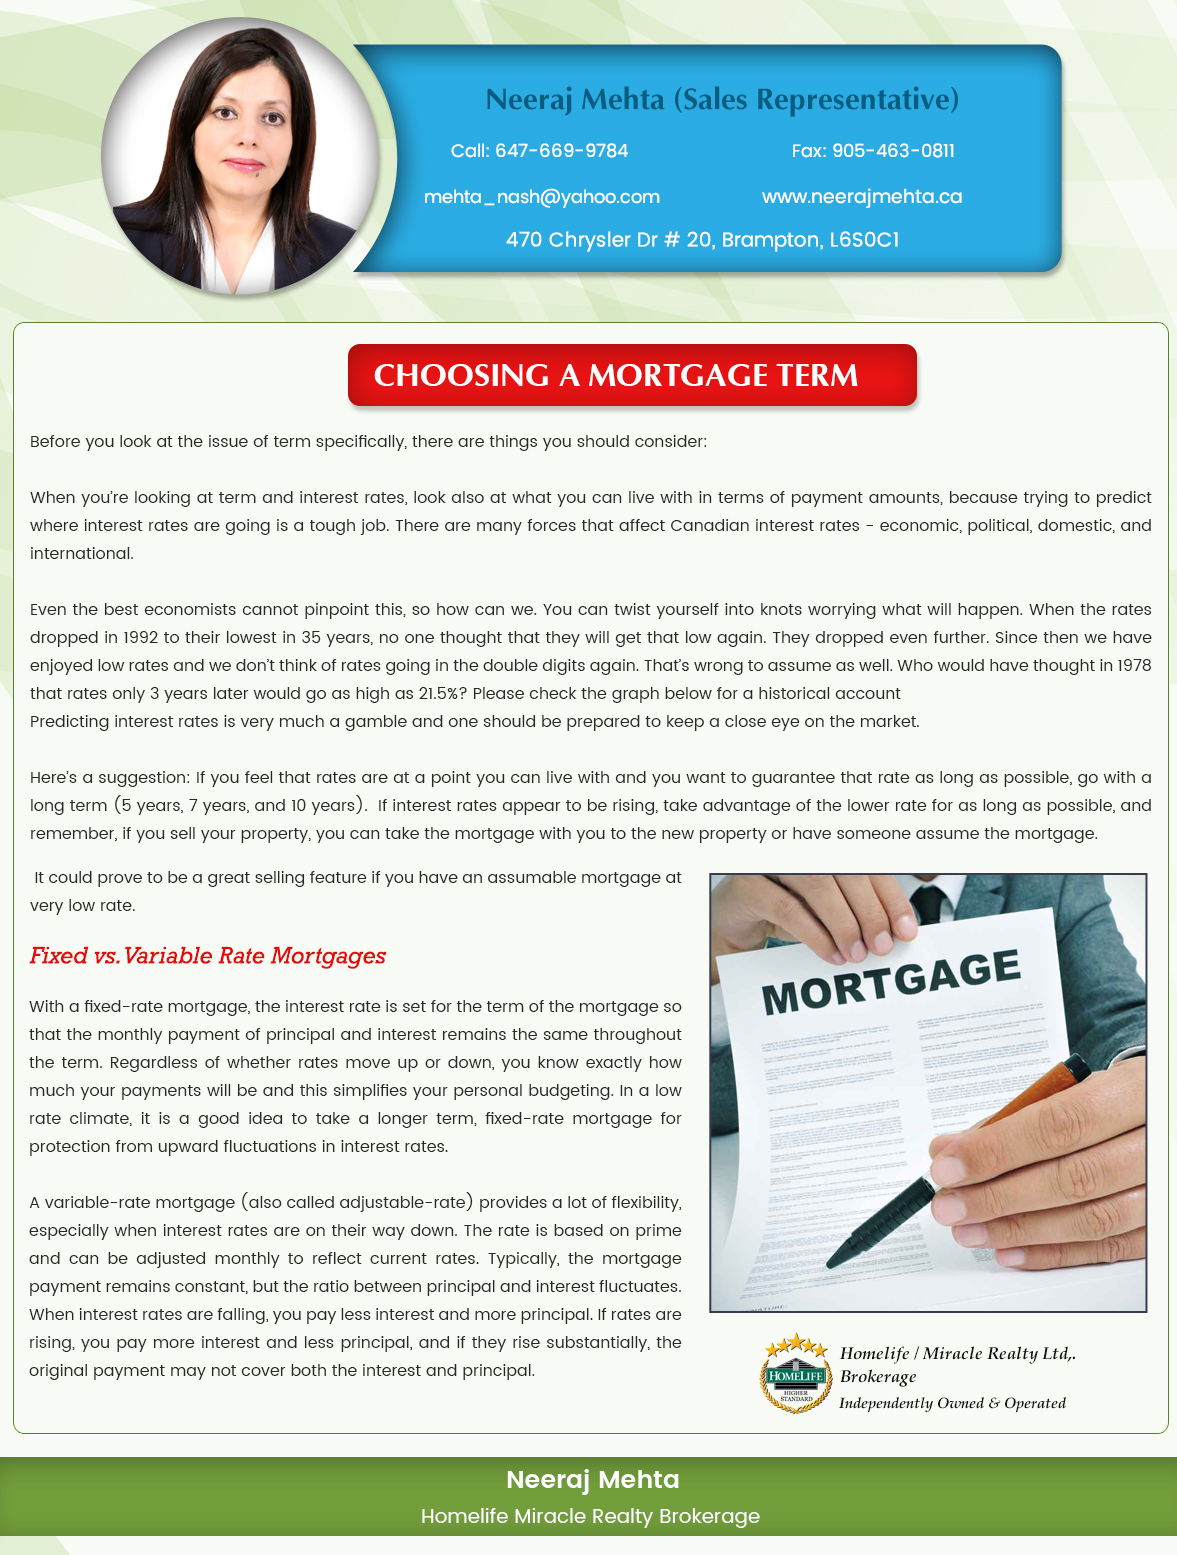 Neeraj Mehta (Sales Representative)
Call: 647-669-9784
Fax: 905-463-0811
mehta_nash@yahoo.com
www.neerajmehta.ca
470 Chrysler Dr # 20, Brampton, L6S0C1
CHOOSING A MORTGAGE TERM
Before you look at the issue of term specifically, there are things you should consider:
When you're looking at term and interest rates, look also at what you can live with in terms of payment amounts, because trying to predict
where interest rates are going is a tough job. There are many forces that affect Canadian interest rates - economic, political, domestic, and
international.
Even the best economists cannot pinpoint this, so how can we. You can twist yourself into knots worrying what will happen. When the rates
dropped in 1992 to their lowest in 35 years, no one thought that they will get that low again. They dropped even further. Since then we have
enjoyed low rates and we don't think of rates going in the double digits again. That's wrong to assume as well. Who would have thought in 1978
that rates only 3 years later would go as high as 21.5%? Please check the graph below for a historical account
Predicting interest rates is very much a gamble and one should be prepared to keep a close eye on the market.
Here's a suggestion: If you feel that rates are at a point you can live with and you want to guarantee that rate as long as possible, go with a
long term (5 years, 7 years, and 10 years).  If interest rates appear to be rising, take advantage of the lower rate for as long as possible, and
remember, if you sell your property, you can take the mortgage with you to the new property or have someone assume the mortgage.
It could prove to be a great selling feature if you have an assumable mortgage at
very low rate.
Fixed vs. Variable Rate Mortgages
With a fixed-rate mortgage, the interest rate is set for the term of the mortgage so
that the monthly payment of principal and interest remains the same throughout
the term. Regardless of whether rates move up or down, you know exactly how
much your payments will be and this simplifies your personal budgeting. In a low
rate climate, it is a good idea to take a longer term, fixed-rate mortgage for
protection from upward fluctuations in interest rates.
A variable-rate mortgage (also called adjustable-rate) provides a lot of flexibility,
especially when interest rates are on their way down. The rate is based on prime
and can be adjusted monthly to reflect current rates. Typically, the mortgage
payment remains constant, but the ratio between principal and interest fluctuates.
When interest rates are falling, you pay less interest and more principal. If rates are
rising, you pay more interest and less principal, and if they rise substantially, the
original payment may not cover both the interest and principal.
MORTGAGE
HOMELIFE
HIGHER
STANDARD
Homelife / Miracle Realty Ltd,.
Brokerage
Independently Owned & Operated
Neeraj Mehta
Homelife Miracle Realty Brokerage